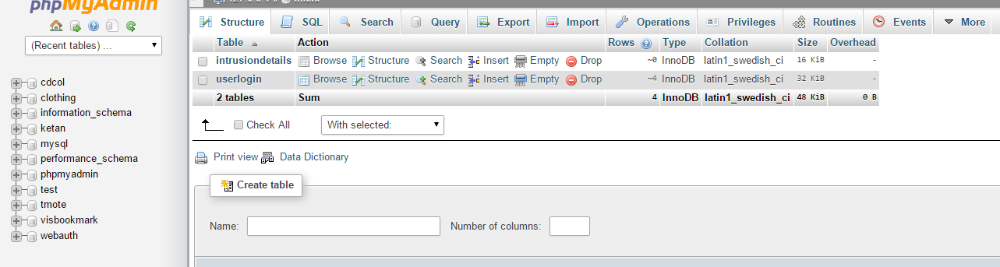 phpMyAdmin
(Recent tables) ...
cdcol
clothing
information_schema
ketan
mysql
performance_schema
phpmyadmin
test
tmote
visbookmark
webauth
Structure SQL Search Query Export Import Operations Privileges Routines Events More
Table Action Rows Type Collation Size Overhead
intrusiondetails Browse Structure Search Insert Empty Drop ~0 InnoDB latin1_swedish_ci 16 KiB -
userlogin Browse Structure Search Insert Empty Drop ~4 InnoDB latin1_swedish_ci 32 KiB -
2 tables Sum 4 InnoDB latin1_swedish_ci 48 KiB 0 B
Check All With selected:
Print view Data Dictionary
Create table
Name: Number of columns: